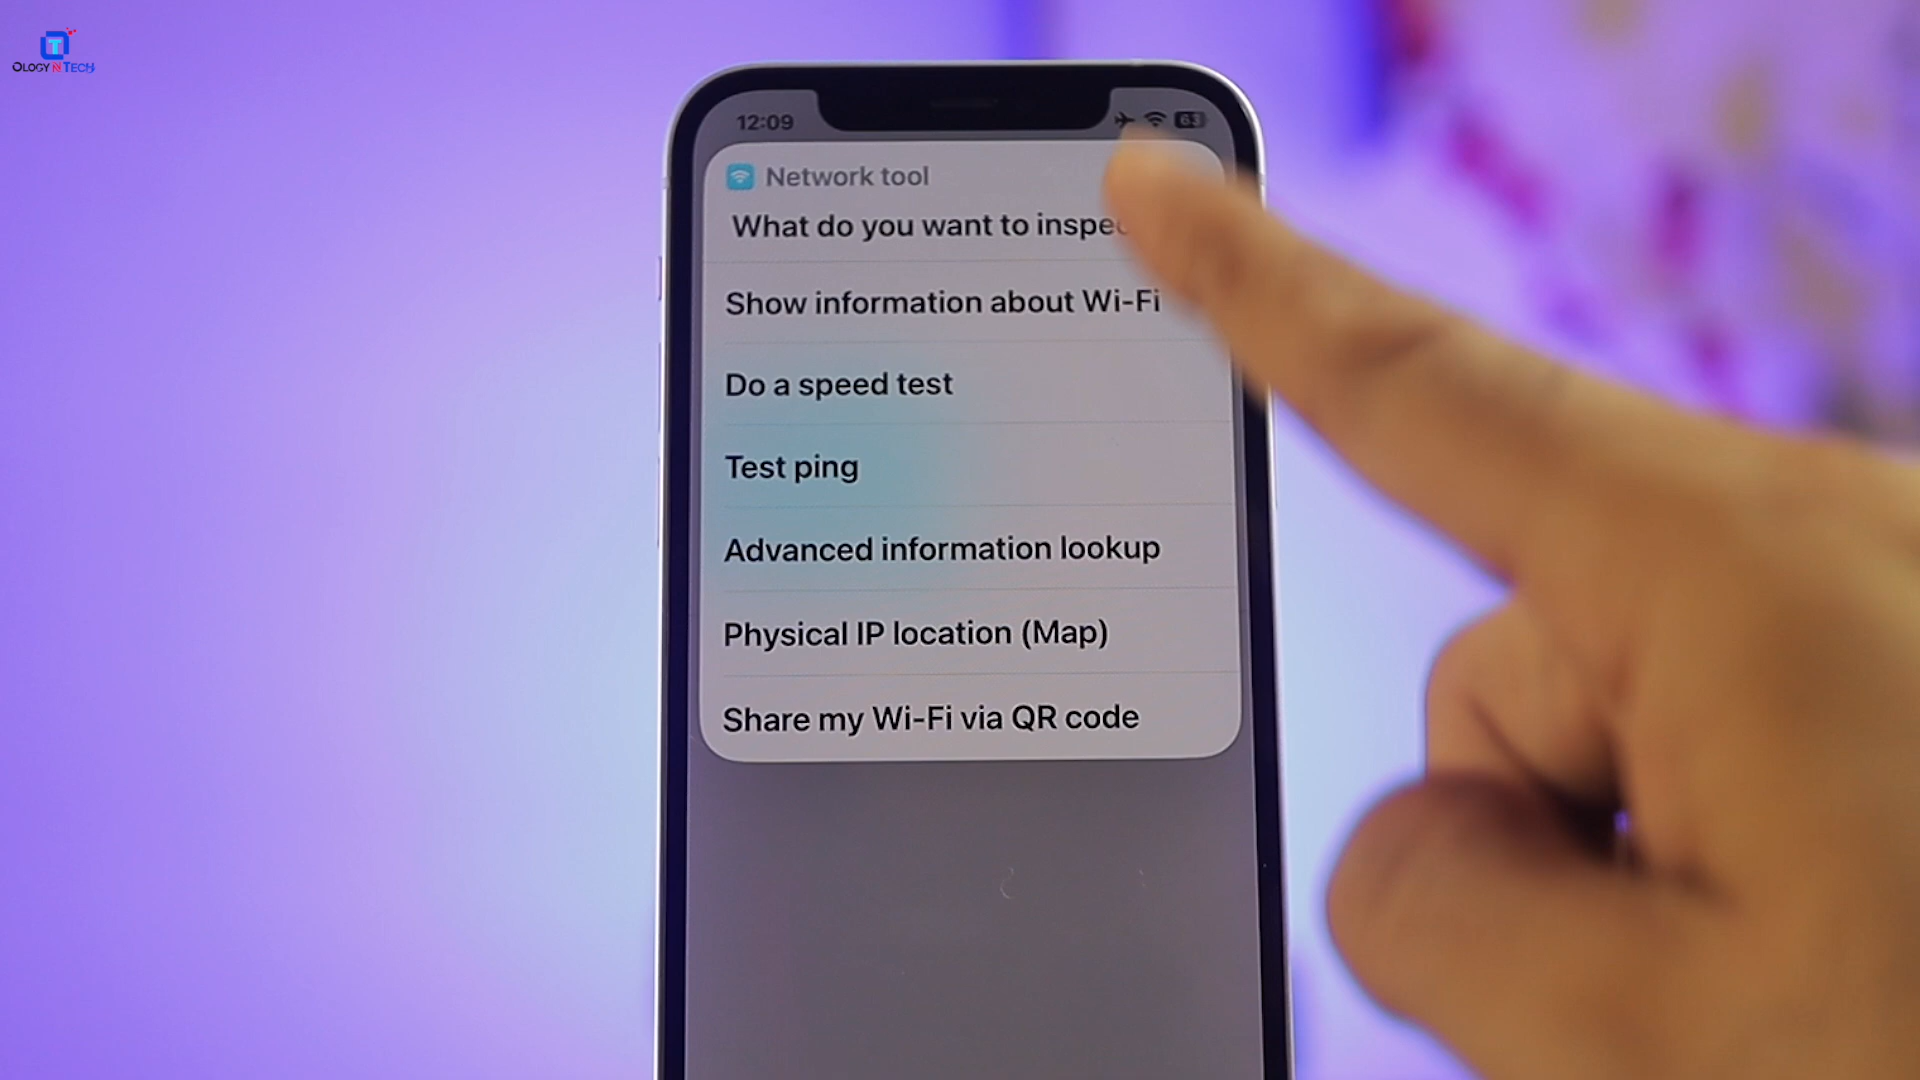 OLOGY N TECH
12:09
63
Network tool
What do you want to
Show information about Wi-Fi
Do a speed test
Test ping
Advanced information lookup
Physical IP location (Map)
Share my Wi-Fi via QR code